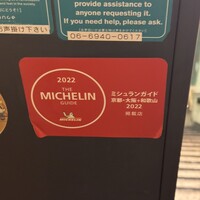 provide assistance to
anyone requesting it.
If you need help, please ask.
お声掛け下さい
06-6940-0617
2022
THE
MICHELIN
GUIDE
MICHELIN
ミシュランガイド
京都・大阪+和歌山
2022
掲載店